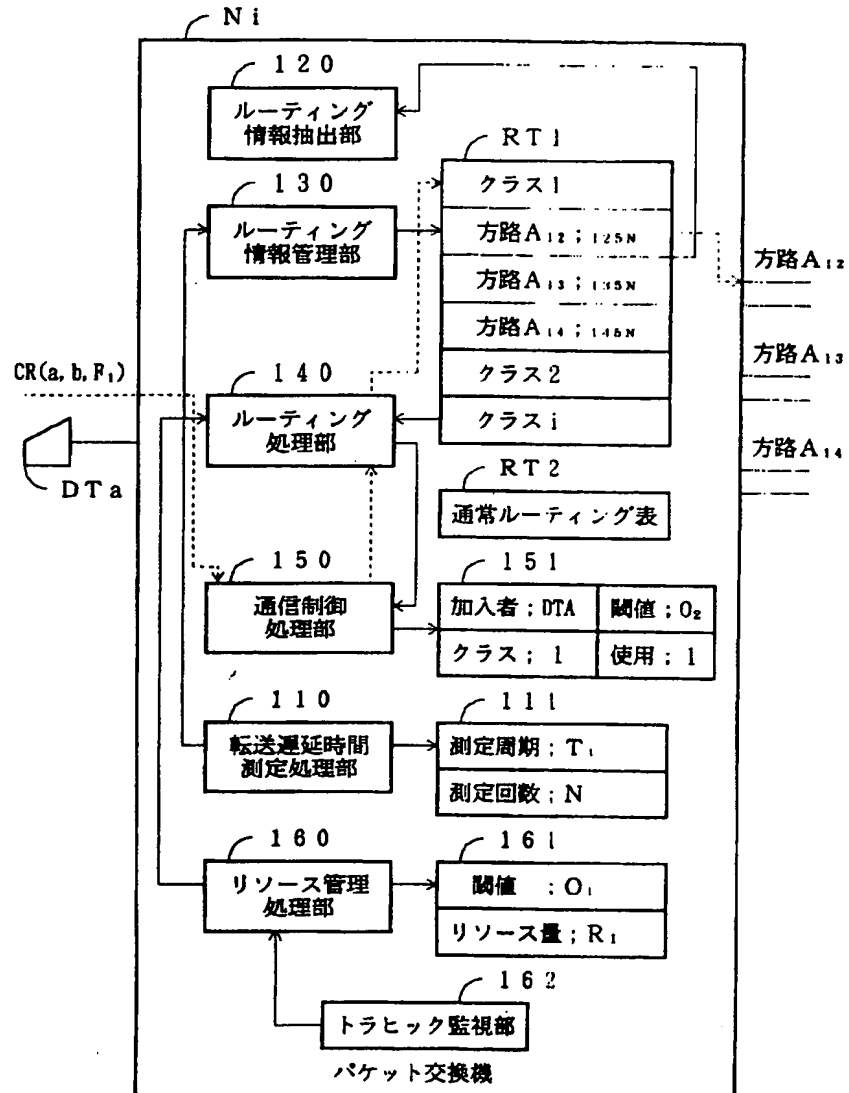 Ni
120
ルーティング
情報抽出部
RT1
クラス1
方路A₁₂;125N
方路A₁₃;135N
方路A₁₄;145N
クラス2
クラスi
130
ルーティング
情報管理部
方路A₁₂
方路A₁₃
方路A₁₄
CR(a,b,F₁)
DTa
140
ルーティング
処理部
RT2
通常ルーティング表
150
通信制御
処理部
151
加入者;DTA 閾値;O₂
クラス;1 使用;1
110
転送遅延時間
測定処理部
111
測定周期;T₁
測定回数;N
160
リソース管理
処理部
161
閾値 ;O₁
リソース量;R₁
162
トラヒック監視部
パケット交換機